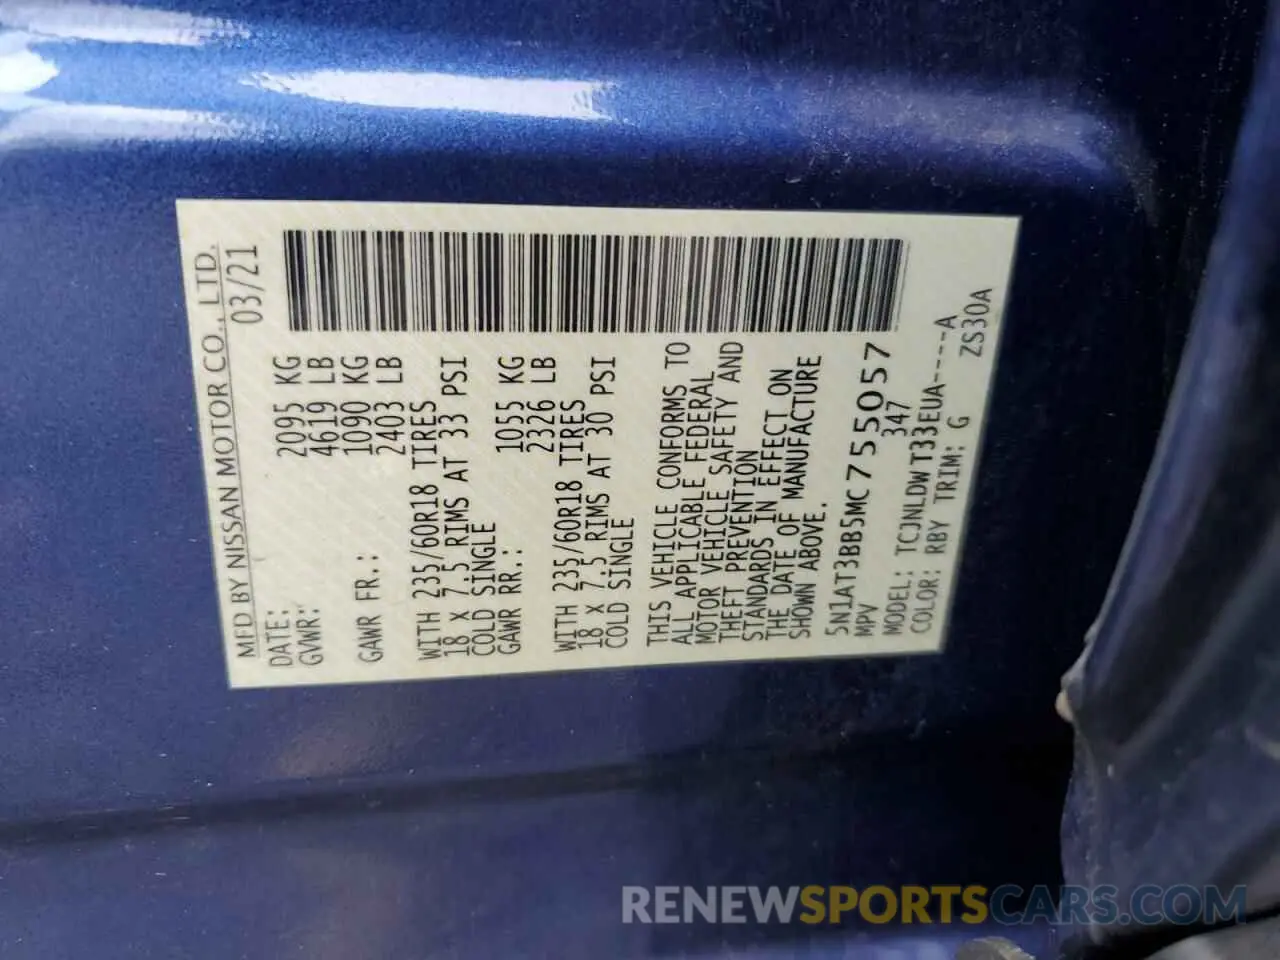 MFD BY NISSAN MOTOR CO., LTD.
DATE: 03/21
GVWR: 2095 KG
4619 LB
GAWR FR.: 1090 KG
2403 LB
WITH 235/60R18 TIRES
18 X 7.5 RIMS AT 33 PSI
COLD SINGLE
GAWR RR.: 1055 KG
2326 LB
WITH 235/60R18 TIRES
18 X 7.5 RIMS AT 30 PSI
COLD SINGLE
THIS VEHICLE CONFORMS TO
ALL APPLICABLE FEDERAL
MOTOR VEHICLE SAFETY AND
THEFT PREVENTION
STANDARDS IN EFFECT ON
THE DATE OF MANUFACTURE
SHOWN ABOVE.
5N1AT3BB5MC755057
MPV 347
MODEL: TCJNLDWT33EUA----A
COLOR: RBY TRIM: G ZS30A
RENEWSPORTSCARS.COM